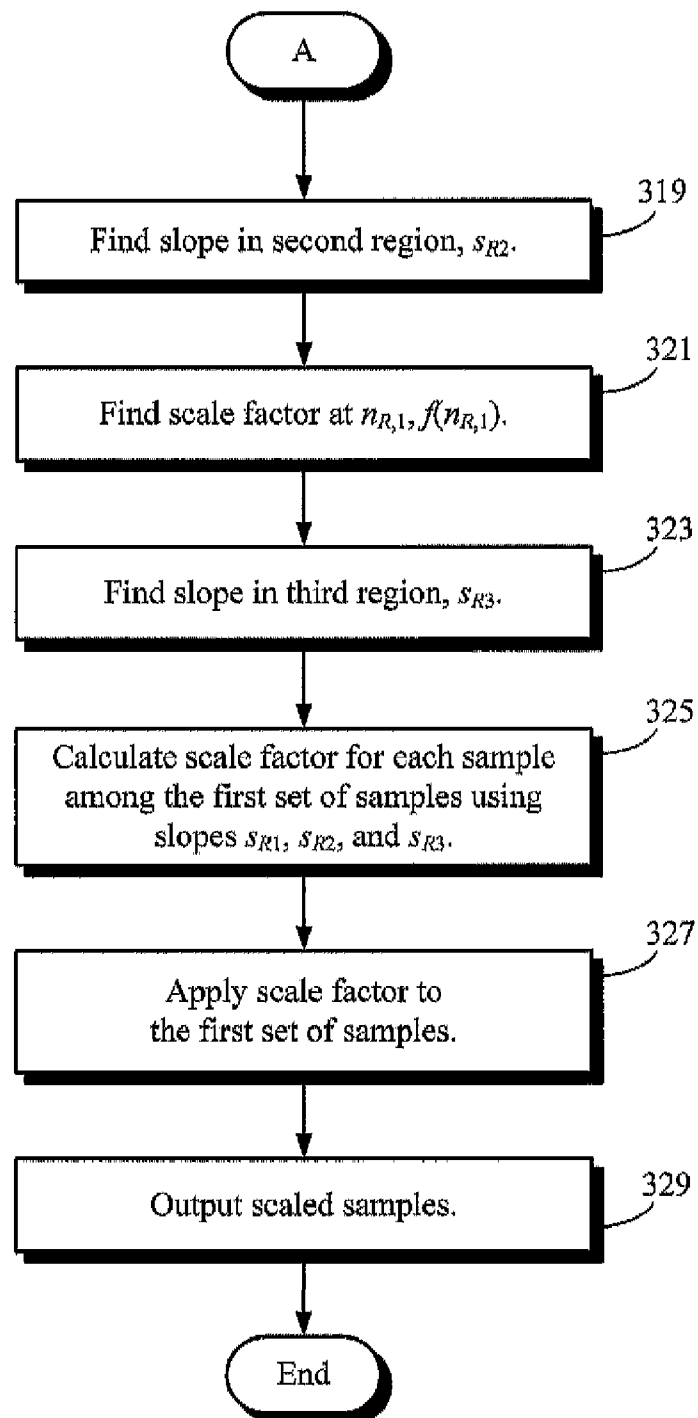 A
319
Find slope in second region, sR2.
321
Find scale factor at nR,1, f(nR,1).
323
Find slope in third region, sR3.
325
Calculate scale factor for each sample
among the first set of samples using
slopes sR1, sR2, and sR3.
327
Apply scale factor to
the first set of samples.
Output scaled samples.
329
End